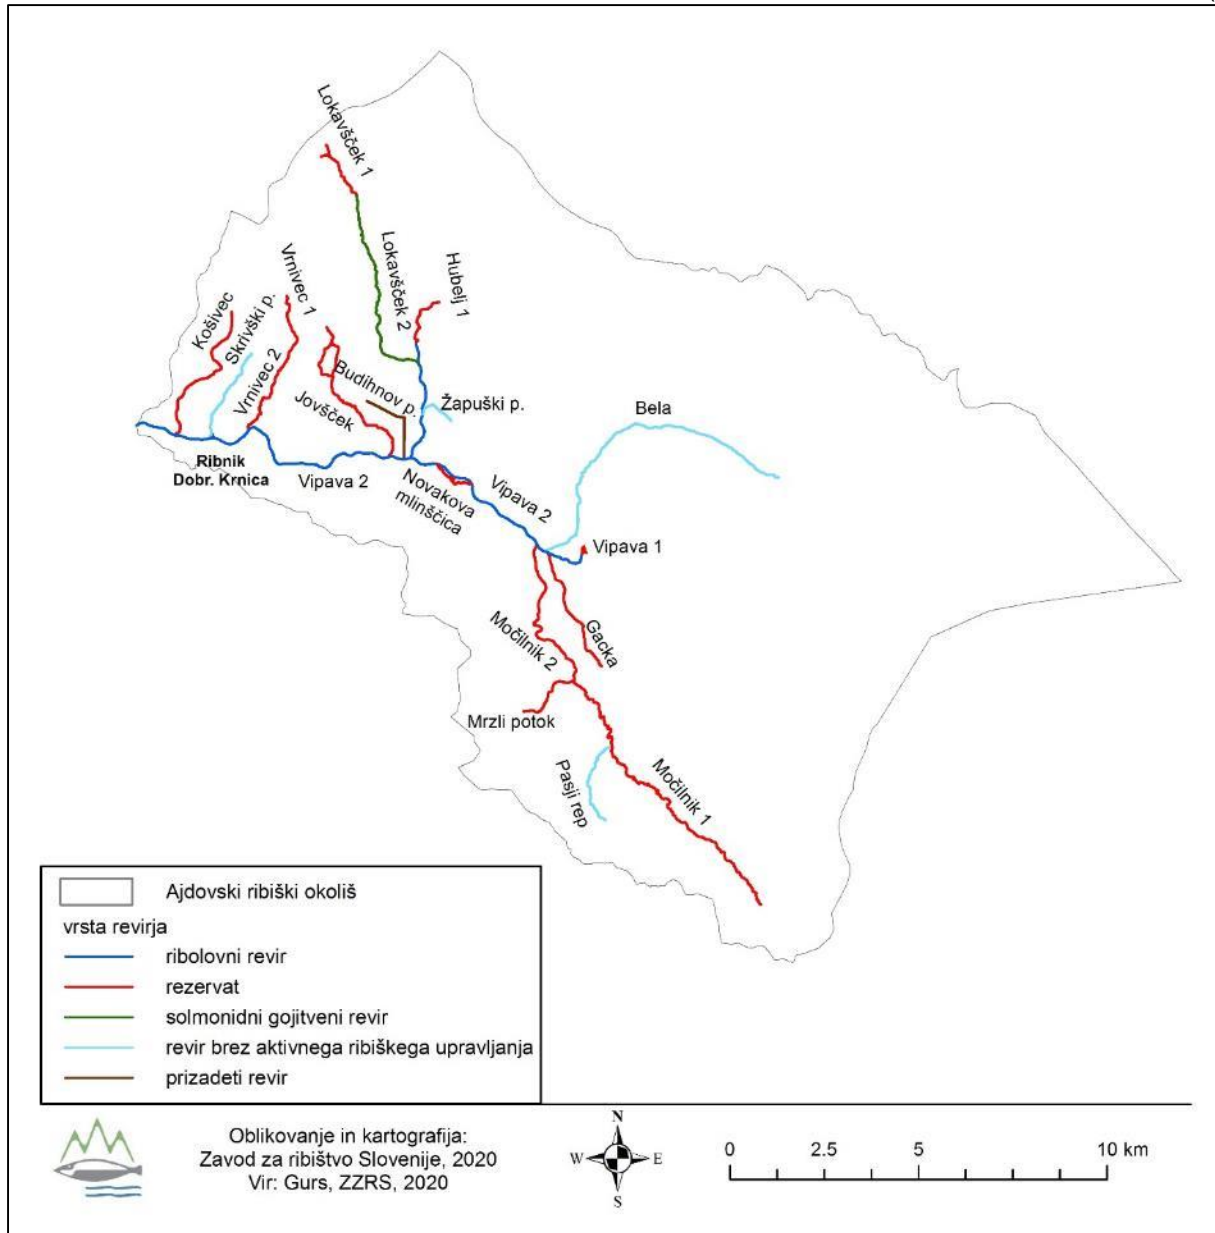 Lokavšček 1
Lokavšček 2
Hubelj 1
Vrnivec 1
Košivec
Skrivški p.
Vrnivec 2
Budihnov p.
Jovšček
Žapuški p.
Bela
Ribnik
Dobr. Krnica
Vipava 2
Novakova
mlinščica
Vipava 2
Vipava 1
Gacka
Močilnik 2
Mrzli potok
Pasji rep
Močilnik 1
Ajdovski ribiški okoliš
vrsta revirja
ribolovni revir
rezervat
solmonidni gojitveni revir
revir brez aktivnega ribiškega upravljanja
prizadeti revir
Oblikovanje in kartografija:
Zavod za ribištvo Slovenije, 2020
Vir: Gurs, ZZRS, 2020
N
W E
S
0 2.5 5 10 km